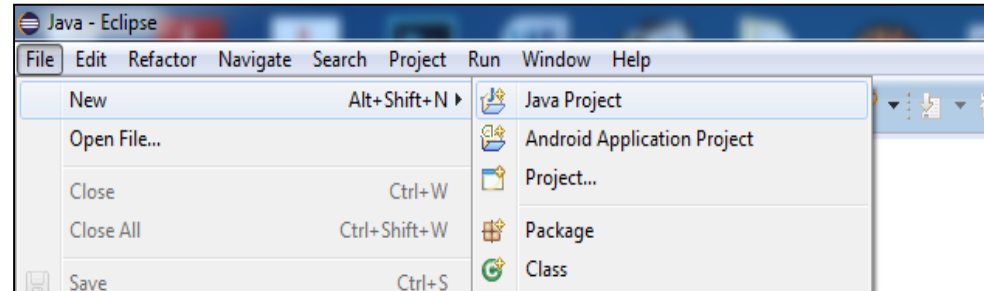 Java - Eclipse
File Edit Refactor Navigate Search Project Run Window Help
New Alt+Shift+N
Open File...
Close Ctrl+W
Close All Ctrl+Shift+W
Save Ctrl+S
Java Project
Android Application Project
Project...
Package
Class